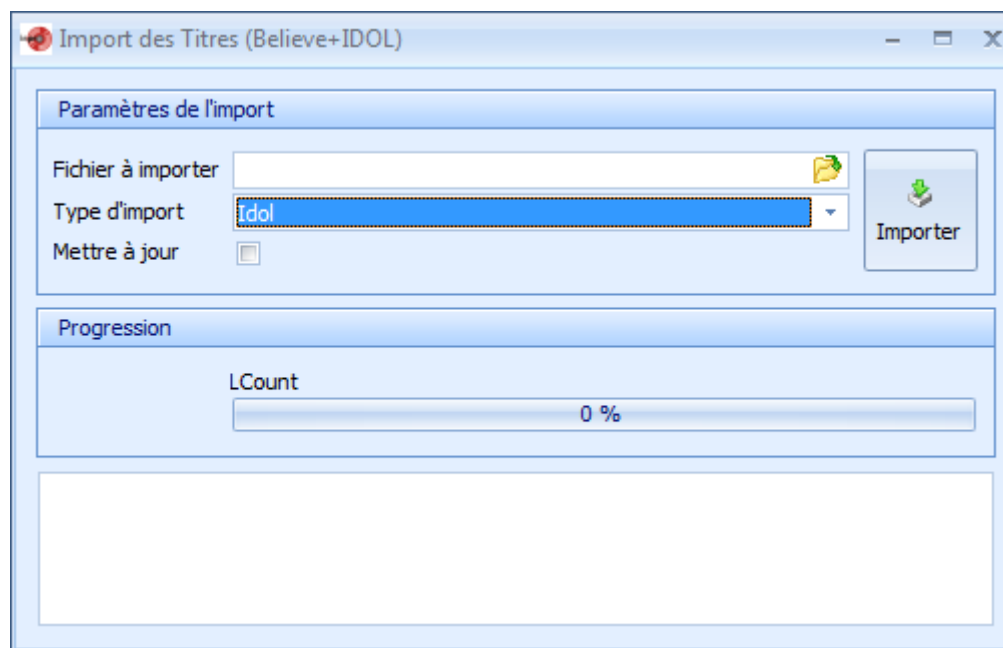 Import des Titres (Believe+IDOL)
Paramètres de l'import
Fichier à importer
Type d'import Idol
Mettre à jour
Importer
Progression
LCount
0 %